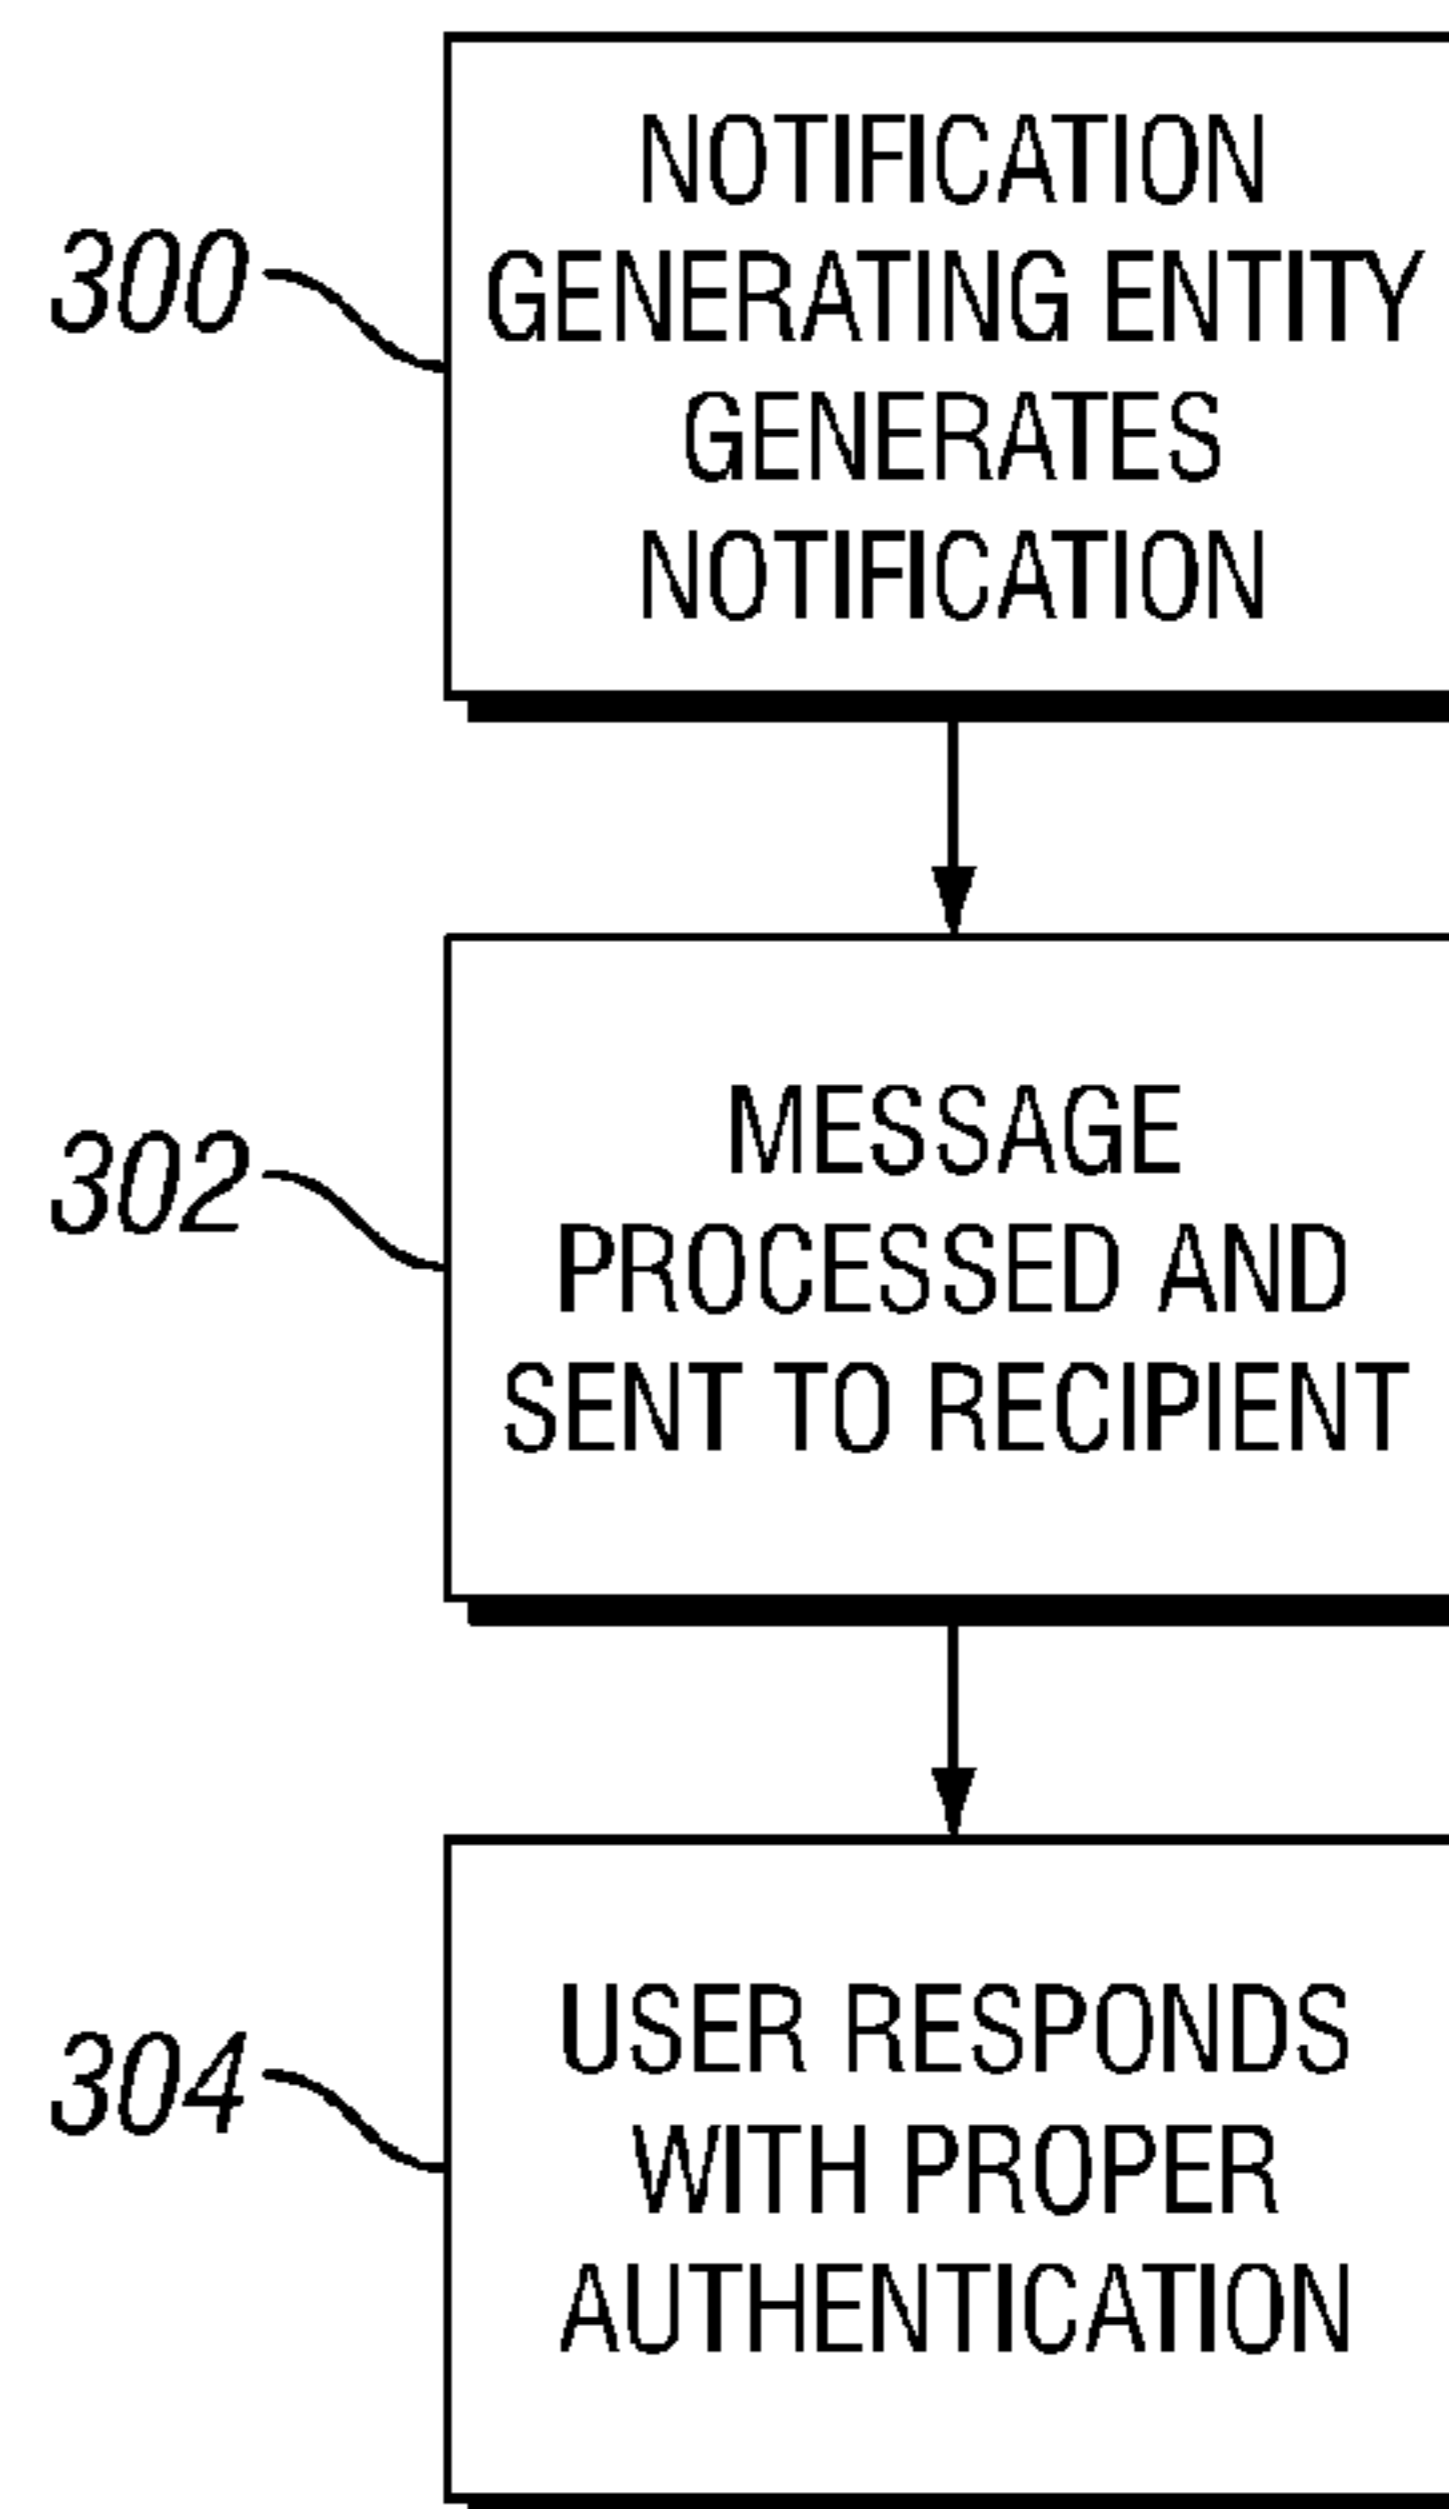 300
NOTIFICATION
GENERATING ENTITY
GENERATES
NOTIFICATION
302
MESSAGE
PROCESSED AND
SENT TO RECIPIENT
304
USER RESPONDS
WITH PROPER
AUTHENTICATION